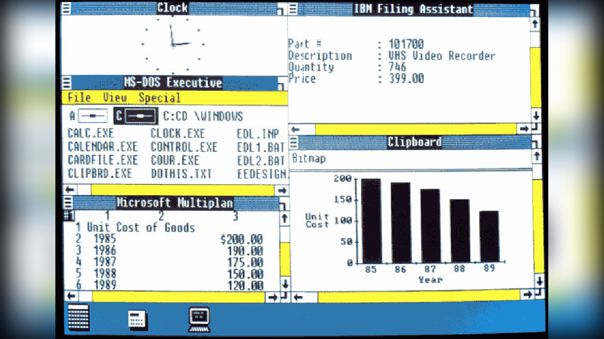 Clock
MS-DOS Executive
File View Special
A C C:CD \WINDOWS
CALC.EXE CLOCK.EXE EDL.INP
CALENDAR.EXE CONTROL.EXE EDL1.BAT
CARDFILE.EXE COUR.EXE EDL2.BAT
CLIPBRD.EXE DOTHIS.TXT EEDESIGN
Microsoft Multiplan
#1 1 2 3
1 Unit Cost of Goods
2 1985 $200.00
3 1986 190.00
4 1987 175.00
5 1988 150.00
6 1989 120.00
IBM Filing Assistant
Part # : 101700
Description : VHS Video Recorder
Quantity : 746
Price : 399.00
Clipboard
Bitmap
200
150
Unit
Cost 100
50
0
85 86 87 88 89
Year